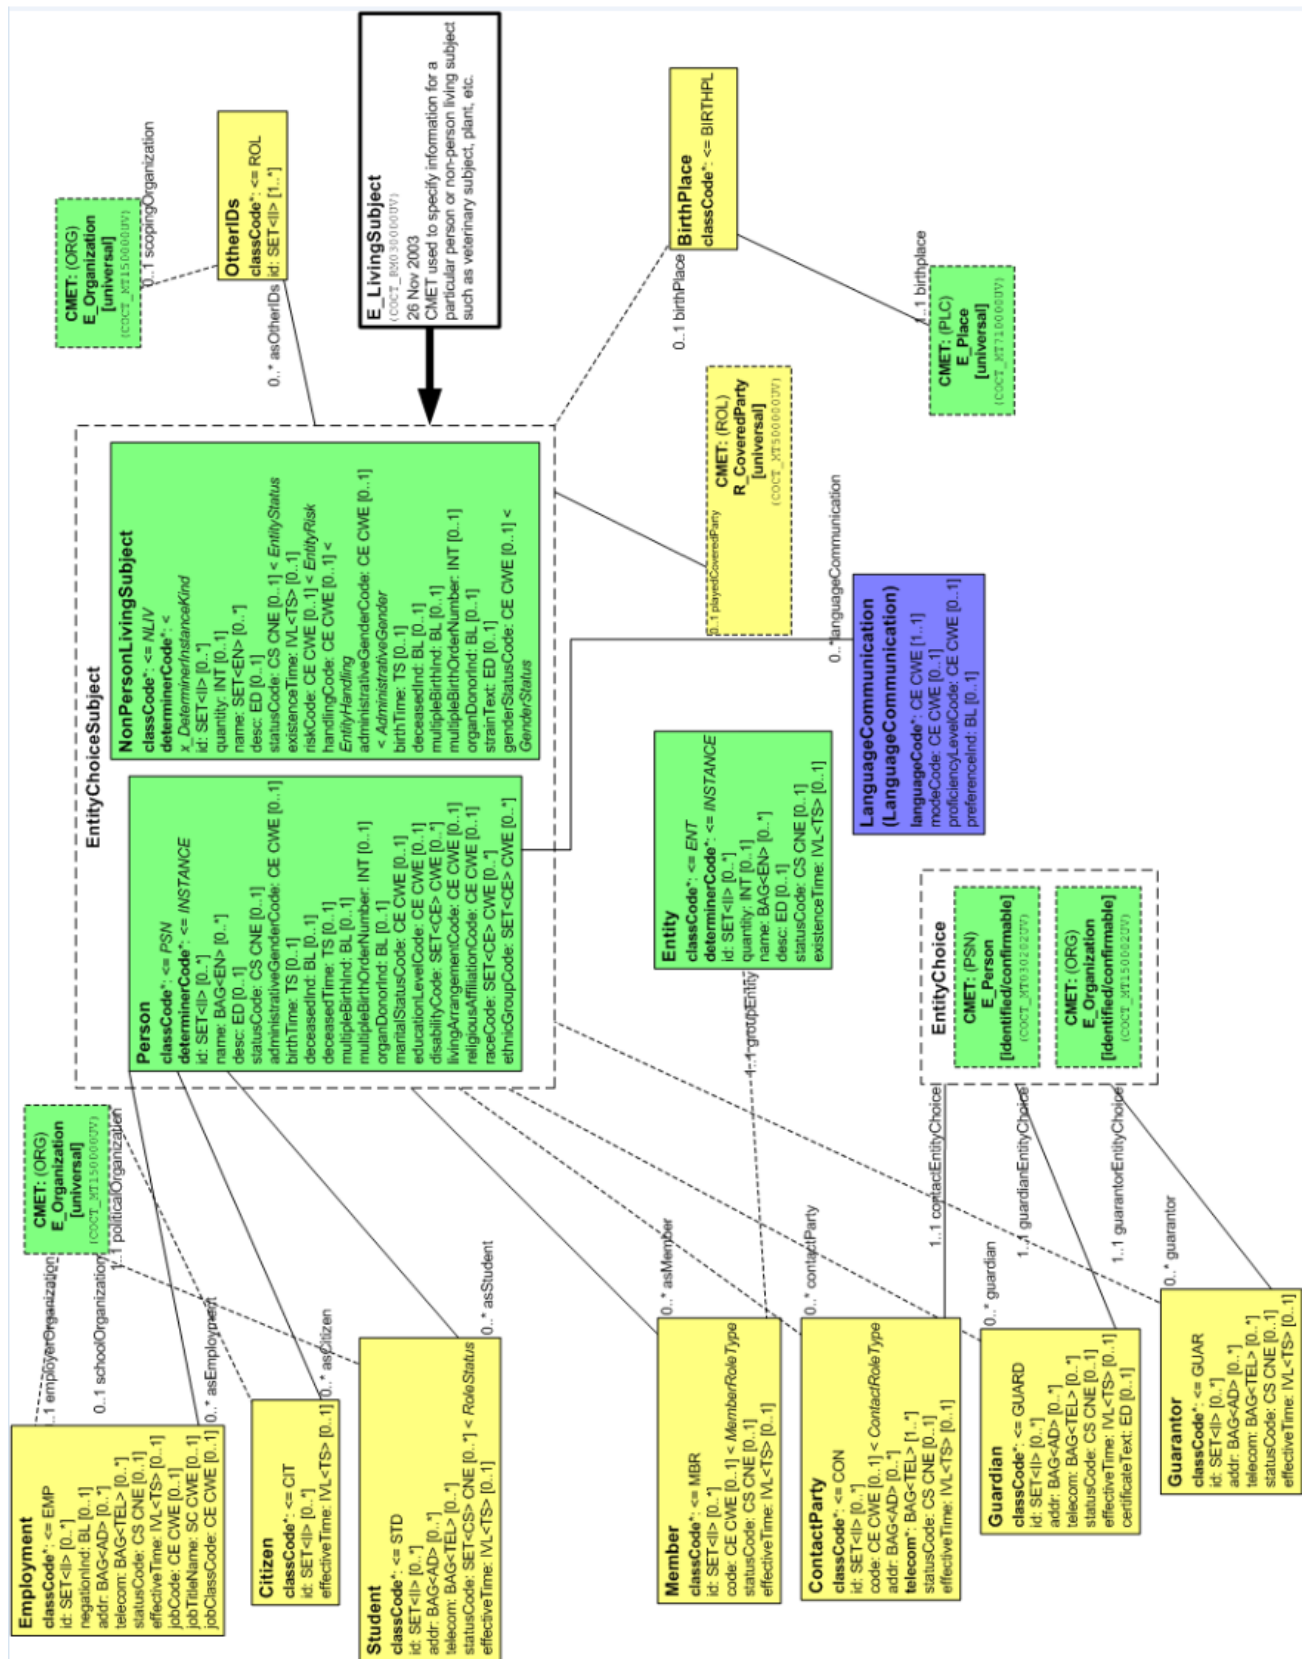 E_LivingSubject
(COCT_RM030000UV)
26 Nov 2003
CMET used to specify information for a
particular person or non-person living subject
such as veterinary subject, plant, etc.
CMET: (ORG)
E_Organization
[universal]
(COCT_MT150000UV)
0..1 scopingOrganization
OtherIDs
classCode*: <= ROL
id: SET<II> [1..*]
0..* asOtherIDs
BirthPlace
classCode*: <= BIRTHPL
0..1 birthPlace
1..1 birthplace
CMET: (PLC)
E_Place
[universal]
(COCT_MT710000UV)
EntityChoiceSubject
NonPersonLivingSubject
classCode*: <= NLIV
determinerCode*: <
x_DeterminerInstanceKind
id: SET<II> [0..*]
quantity: INT [0..1]
name: SET<EN> [0..*]
desc: ED [0..1]
statusCode: CS CNE [0..1] < EntityStatus
existenceTime: IVL<TS> [0..1]
riskCode: CE CWE [0..1] < EntityRisk
handlingCode: CE CWE [0..1] <
EntityHandling
administrativeGenderCode: CE CWE [0..1]
< AdministrativeGender
birthTime: TS [0..1]
deceasedInd: BL [0..1]
multipleBirthInd: BL [0..1]
multipleBirthOrderNumber: INT [0..1]
organDonorInd: BL [0..1]
strainText: ED [0..1]
genderStatusCode: CE CWE [0..1] <
GenderStatus
Person
classCode*: <= PSN
determinerCode*: <= INSTANCE
id: SET<II> [0..*]
name: BAG<EN> [0..*]
desc: ED [0..1]
statusCode: CS CNE [0..1]
administrativeGenderCode: CE CWE [0..1]
birthTime: TS [0..1]
deceasedInd: BL [0..1]
deceasedTime: TS [0..1]
multipleBirthInd: BL [0..1]
multipleBirthOrderNumber: INT [0..1]
organDonorInd: BL [0..1]
maritalStatusCode: CE CWE [0..1]
educationLevelCode: CE CWE [0..1]
disabilityCode: SET<CE> CWE [0..*]
livingArrangementCode: CE CWE [0..1]
religiousAffiliationCode: CE CWE [0..1]
raceCode: SET<CE> CWE [0..*]
ethnicGroupCode: SET<CE> CWE [0..*]
0..1 playedCoveredParty
CMET: (ROL)
R_CoveredParty
[universal]
(COCT_MT500000UV)
0..* languageCommunication
LanguageCommunication
(LanguageCommunication)
languageCode*: CE CWE [1..1]
modeCode: CE CWE [0..1]
proficiencyLevelCode: CE CWE [0..1]
preferenceInd: BL [0..1]
Entity
classCode*: <= ENT
determinerCode*: <= INSTANCE
id: SET<II> [0..*]
quantity: INT [0..1]
name: BAG<EN> [0..*]
desc: ED [0..1]
statusCode: CS CNE [0..1]
existenceTime: IVL<TS> [0..1]
1..1 groupEntity
EntityChoice
CMET: (PSN)
E_Person
[identified/confirmable]
(COCT_MT030202UV)
CMET: (ORG)
E_Organization
[identified/confirmable]
(COCT_MT150002UV)
1..1 contactEntityChoice
1..1 guardianEntityChoice
1..1 guarantorEntityChoice
CMET: (ORG)
E_Organization
[universal]
(COCT_MT150000UV)
1..1 politicalOrganization
0..1 employerOrganization
0..1 schoolOrganization
0..* asEmployment
0..* asCitizen
0..* asStudent
0..* asMember
0..* contactParty
0..* guardian
0..* guarantor
Employment
classCode*: <= EMP
id: SET<II> [0..*]
negationInd: BL [0..1]
addr: BAG<AD> [0..*]
telecom: BAG<TEL> [0..*]
statusCode: CS CNE [0..1]
effectiveTime: IVL<TS> [0..1]
jobCode: CE CWE [0..1]
jobTitleName: SC CWE [0..1]
jobClassCode: CE CWE [0..1]
Citizen
classCode*: <= CIT
id: SET<II> [0..*]
effectiveTime: IVL<TS> [0..1]
Student
classCode*: <= STD
id: SET<II> [0..*]
addr: BAG<AD> [0..*]
telecom: BAG<TEL> [0..*]
statusCode: SET<CS> CNE [0..*] < RoleStatus
effectiveTime: IVL<TS> [0..1]
Member
classCode*: <= MBR
id: SET<II> [0..*]
code: CE CWE [0..1] < MemberRoleType
statusCode: CS CNE [0..1]
effectiveTime: IVL<TS> [0..1]
ContactParty
classCode*: <= CON
id: SET<II> [0..*]
code: CE CWE [0..1] < ContactRoleType
addr: BAG<AD> [0..*]
telecom*: BAG<TEL> [1..*]
statusCode: CS CNE [0..1]
effectiveTime: IVL<TS> [0..1]
Guardian
classCode*: <= GUARD
id: SET<II> [0..*]
addr: BAG<AD> [0..*]
telecom: BAG<TEL> [0..*]
statusCode: CS CNE [0..1]
effectiveTime: IVL<TS> [0..1]
certificateText: ED [0..1]
Guarantor
classCode*: <= GUAR
id: SET<II> [0..*]
addr: BAG<AD> [0..*]
telecom: BAG<TEL> [0..*]
statusCode: CS CNE [0..1]
effectiveTime: IVL<TS> [0..1]